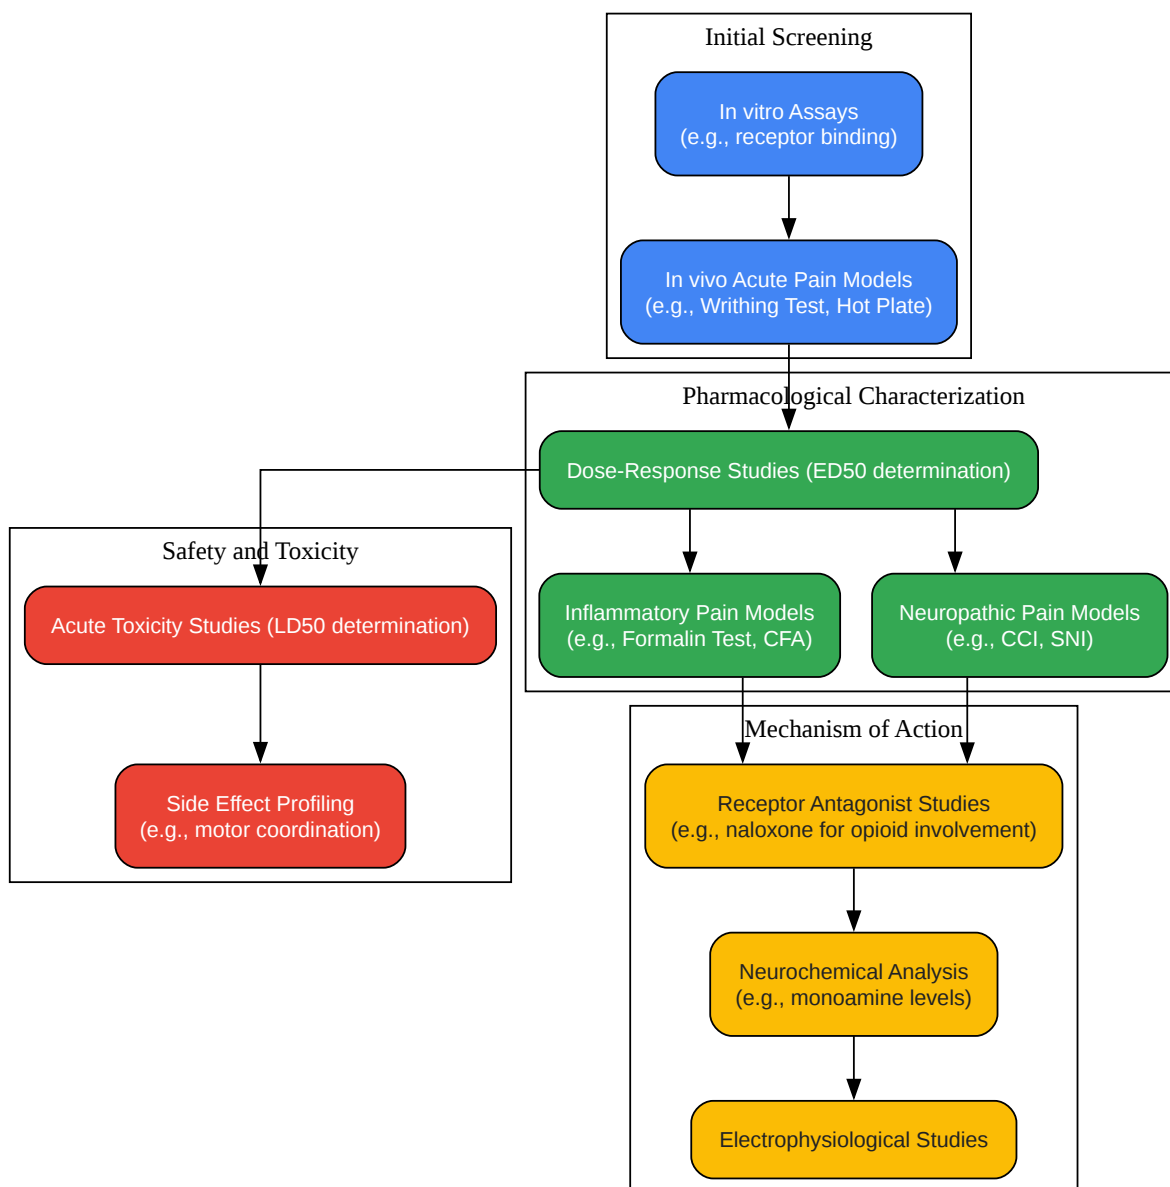 Initial Screening
In vitro Assays
(e.g., receptor binding)
In vivo Acute Pain Models
(e.g., Writhing Test, Hot Plate)
Pharmacological Characterization
Dose-Response Studies (ED50 determination)
Safety and Toxicity
Acute Toxicity Studies (LD50 determination)
Inflammatory Pain Models
(e.g., Formalin Test, CFA)
Neuropathic Pain Models
(e.g., CCI, SNI)
Mechanism of Action
Side Effect Profiling
(e.g., motor coordination)
Receptor Antagonist Studies
(e.g., naloxone for opioid involvement)
Neurochemical Analysis
(e.g., monoamine levels)
Electrophysiological Studies